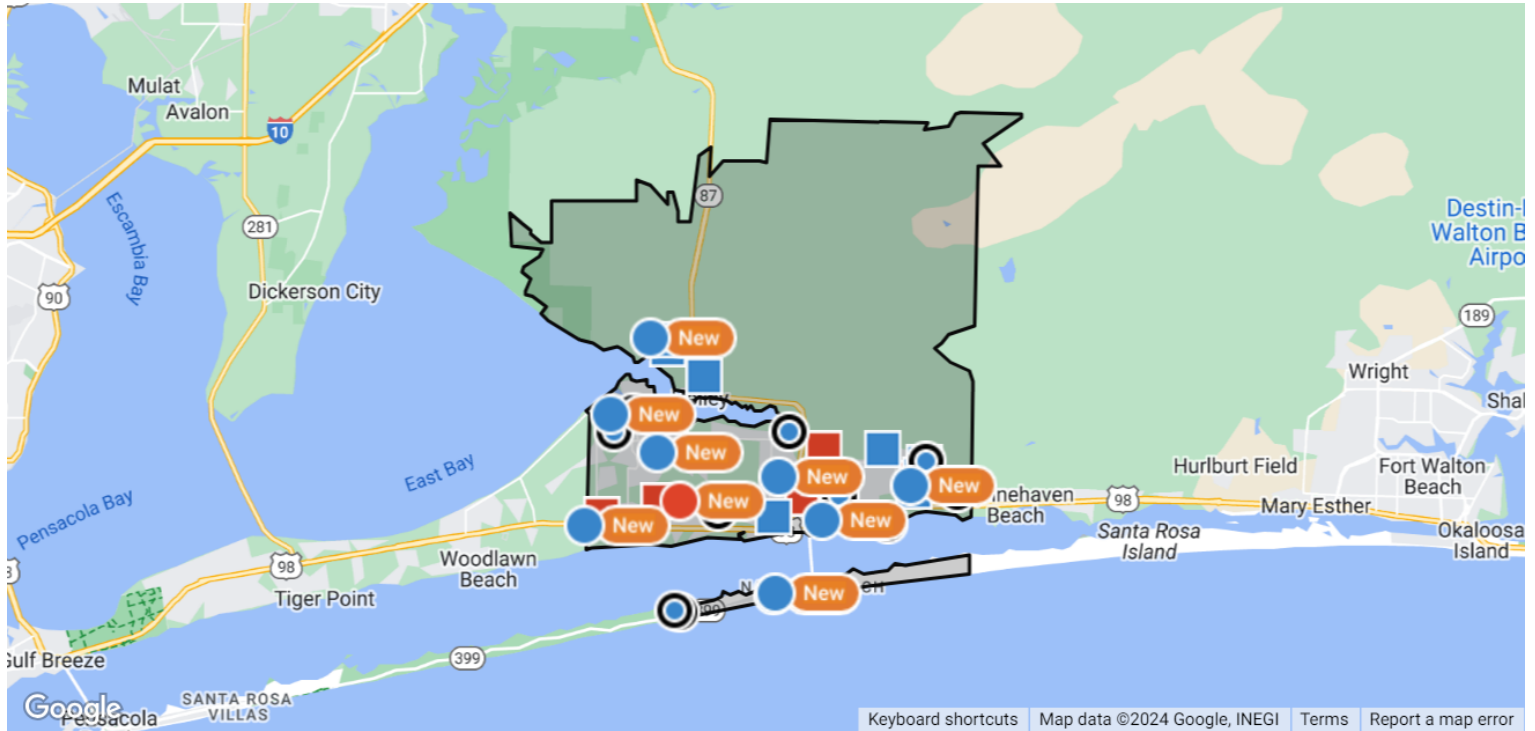 Mulat
Avalon
10
87
Escambia Bay
281
Destin-
Walton B
Airpo
90
Dickerson City
189
New
Wright
New
Shal
East Bay
New
New
Hurlburt Field
Fort Walton
Beach
Pensacola Bay
New
New
nehaven
Beach
98
Mary Esther
New
New
Santa Rosa
Island
Okaloosa
Island
Woodlawn
Beach
98
Tiger Point
New
399
Gulf Breeze
SANTA ROSA
VILLAS
Google
Pensacola
Keyboard shortcuts
Map data ©2024 Google, INEGI
Terms
Report a map error